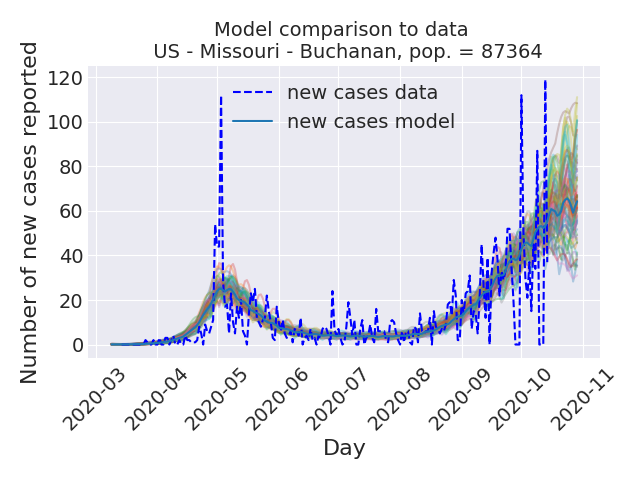 Model comparison to data
US - Missouri - Buchanan, pop. = 87364
Number of new cases reported
120
100
80
60
40
20
0
new cases data
new cases model
2020-03
2020-04
2020-05
2020-06
2020-07
2020-08
2020-09
2020-10
2020-11
Day